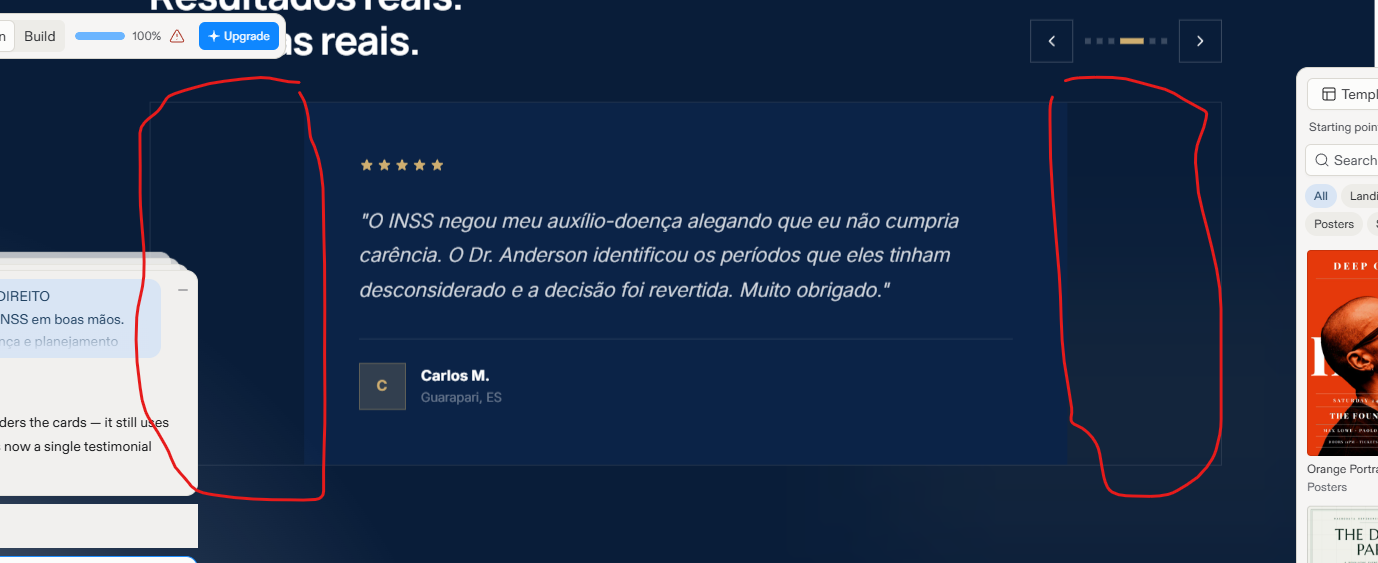 Resultados reais.
as reais.
n
Build
100%
Upgrade
"O INSS negou meu auxílio-doença alegando que eu não cumpria
carência. O Dr. Anderson identificou os períodos que eles tinham
desconsiderado e a decisão foi revertida. Muito obrigado."
C
Carlos M.
Guarapari, ES
DIREITO
NSS em boas mãos.
nça e planejamento
ders the cards — it still uses
now a single testimonial
Templ
Starting poin
Search
All
Landi
Posters
S
DEEP
THE FOUN
Orange Portra
Posters
THE D
PA